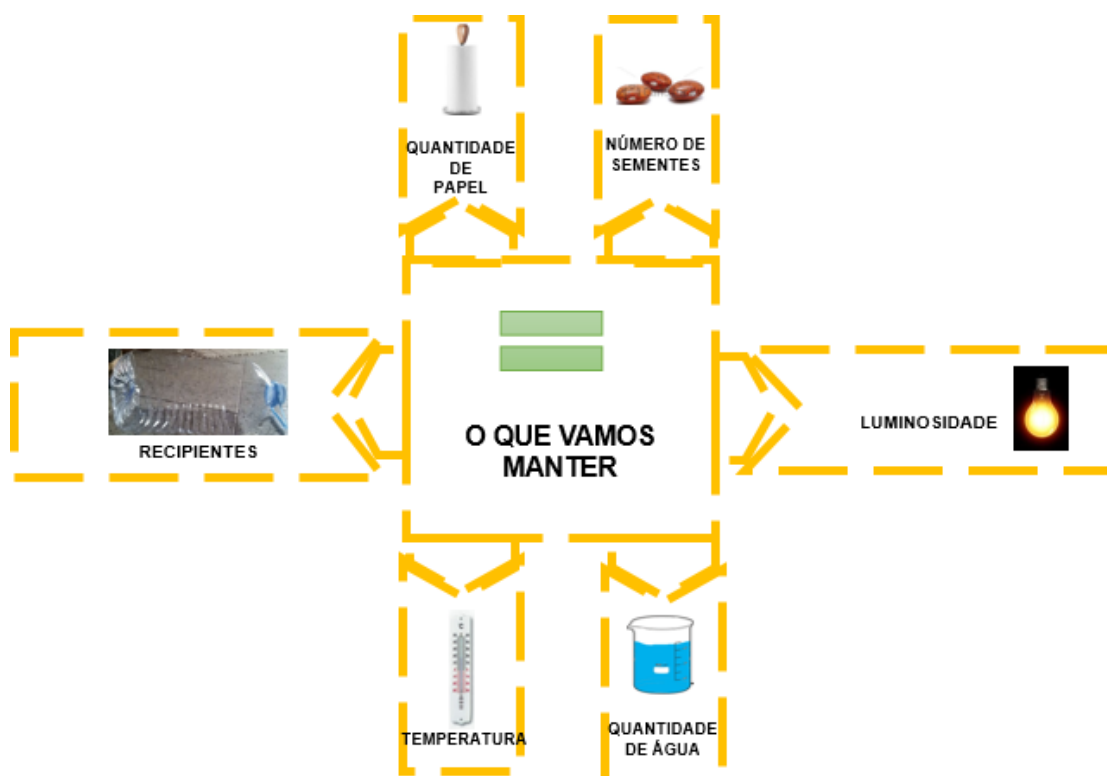 QUANTIDADE
DE
PAPEL
NÚMERO DE
SEMENTES
RECIPIENTES
O QUE VAMOS
MANTER
LUMINOSIDADE
TEMPERATURA
QUANTIDADE
DE ÁGUA